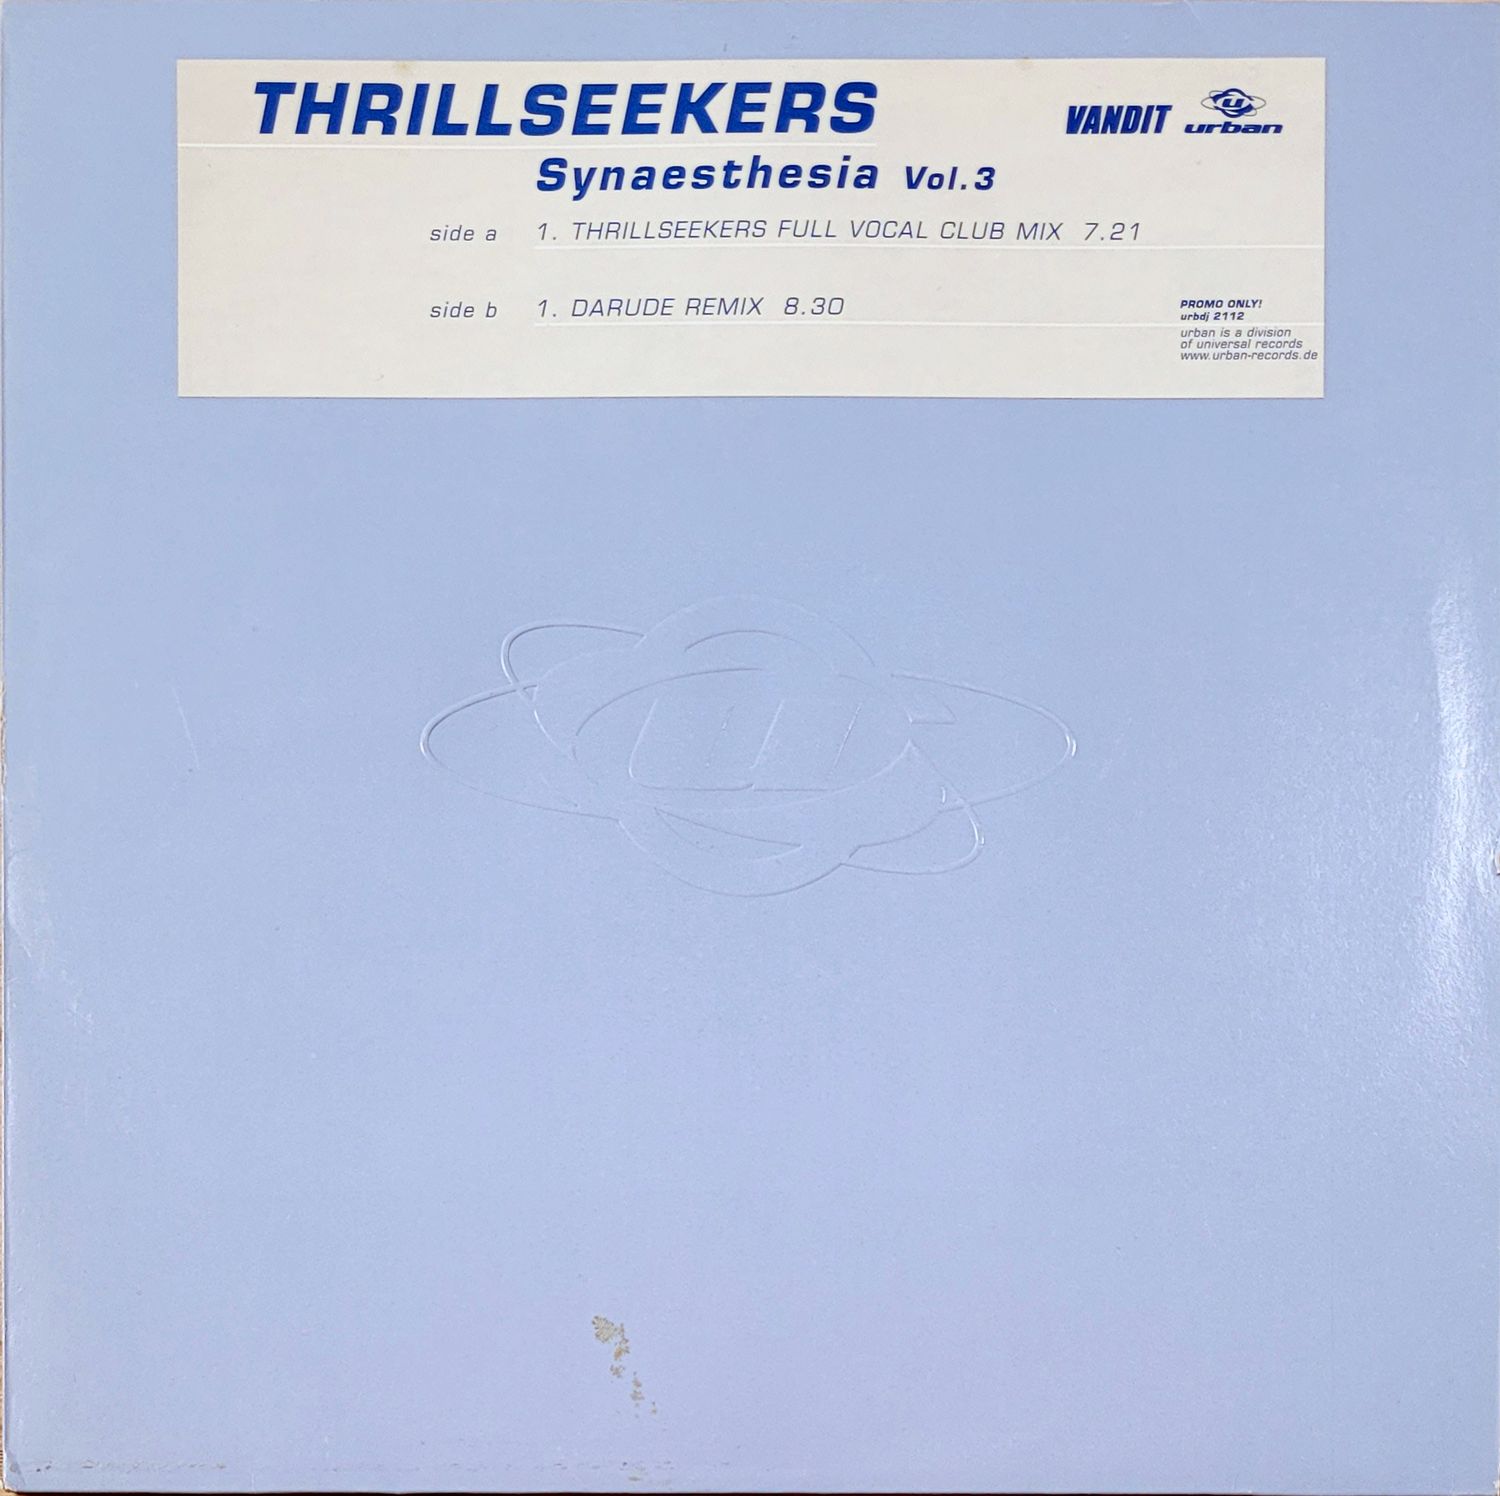 THRILLSEEKERS
VANDIT urban
Synaesthesia Vol.3
side a 1. THRILLSEEKERS FULL VOCAL CLUB MIX 7.21
side b 1. DARUDE REMIX 8.30
PROMO ONLY!
urbdj 2112
urban is a division
of universal records
www.urban-records.de
u